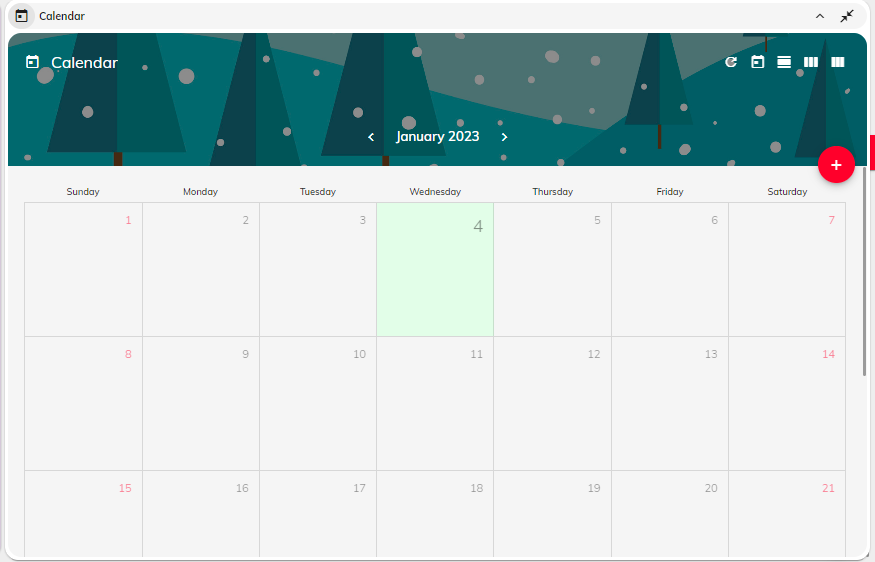 Calendar
Calendar
January 2023
Sunday Monday Tuesday Wednesday Thursday Friday Saturday
1 2 3 4 5 6 7
8 9 10 11 12 13 14
15 16 17 18 19 20 21